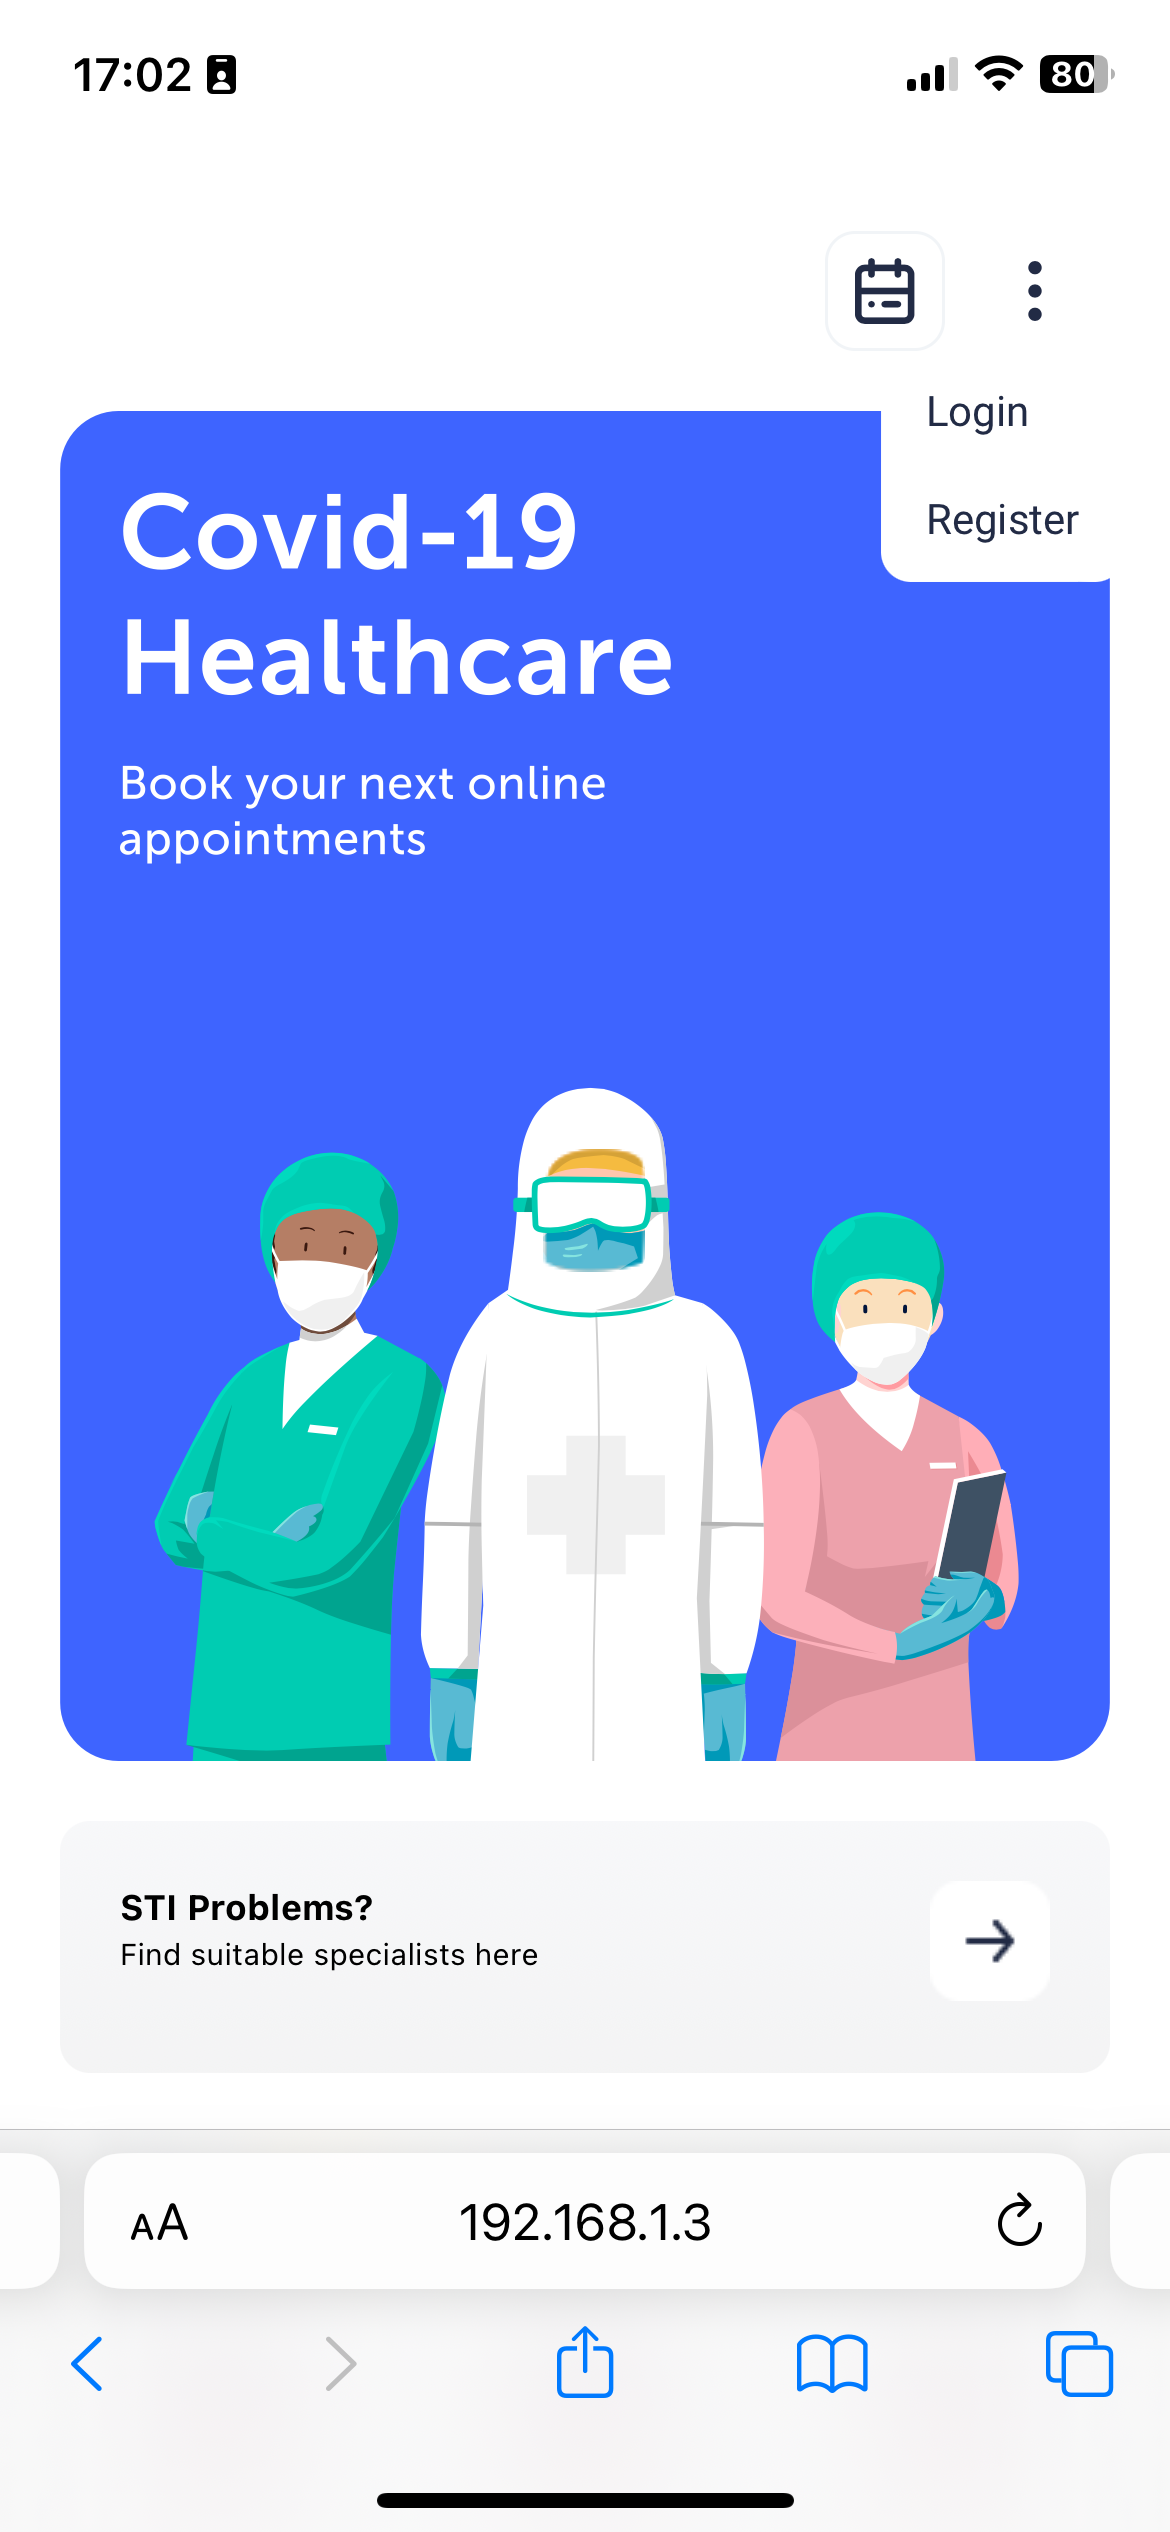 17:02
80
Login
Register
Covid-19
Healthcare
Book your next online
appointments
STI Problems?
Find suitable specialists here
AA
192.168.1.3